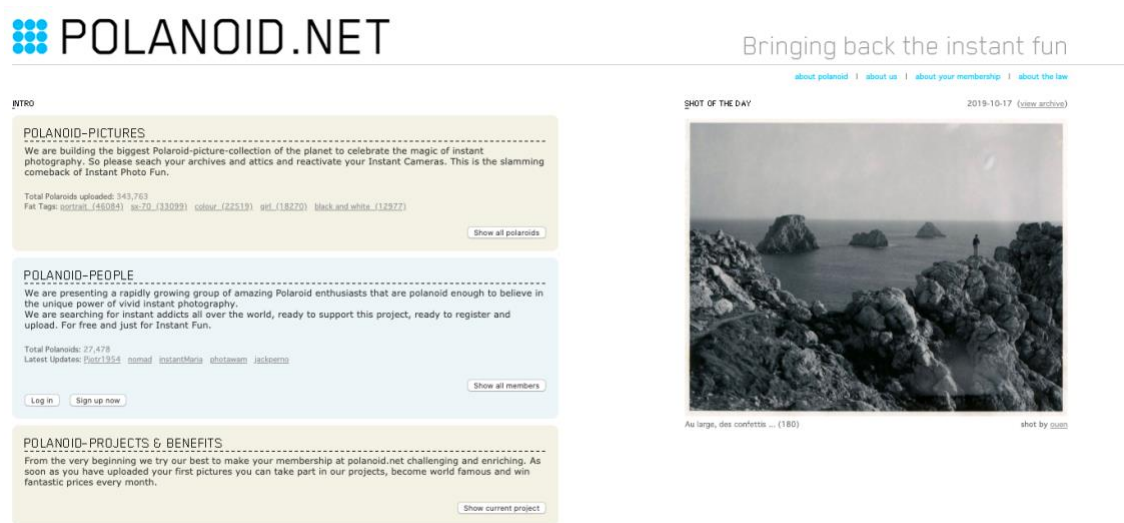 POLANOID.NET
Bringing back the instant fun
about polanoid | about us | about your membership | about the law
INTRO
POLANOID-PICTURES
We are building the biggest Polaroid-picture-collection of the planet to celebrate the magic of instant
photography. So please seach your archives and attics and reactivate your Instant Cameras. This is the slamming
comeback of Instant Photo Fun.
Total Polaroids uploaded: 343,763
Fat Tags: portrait (46084) sx-70 (33099) colour (22519) girl (18270) black and white (12977)
Show all polaroids
POLANOID-PEOPLE
We are presenting a rapidly growing group of amazing Polaroid enthusiasts that are polanoid enough to believe in
the unique power of vivid instant photography.
We are searching for instant addicts all over the world, ready to support this project, ready to register and
upload. For free and just for Instant Fun.
Total Polanoids: 27,478
Latest Updates: Piotr1954 nomad instantMaria photawam jackperno
Show all members
Log in Sign up now
POLANOID-PROJECTS & BENEFITS
From the very beginning we try our best to make your membership at polanoid.net challenging and enriching. As
soon as you have uploaded your first pictures you can take part in our projects, become world famous and win
fantastic prices every month.
Show current project
SHOT OF THE DAY
2019-10-17 (view archive)
Au large, des confettis ... (180)
shot by ouen